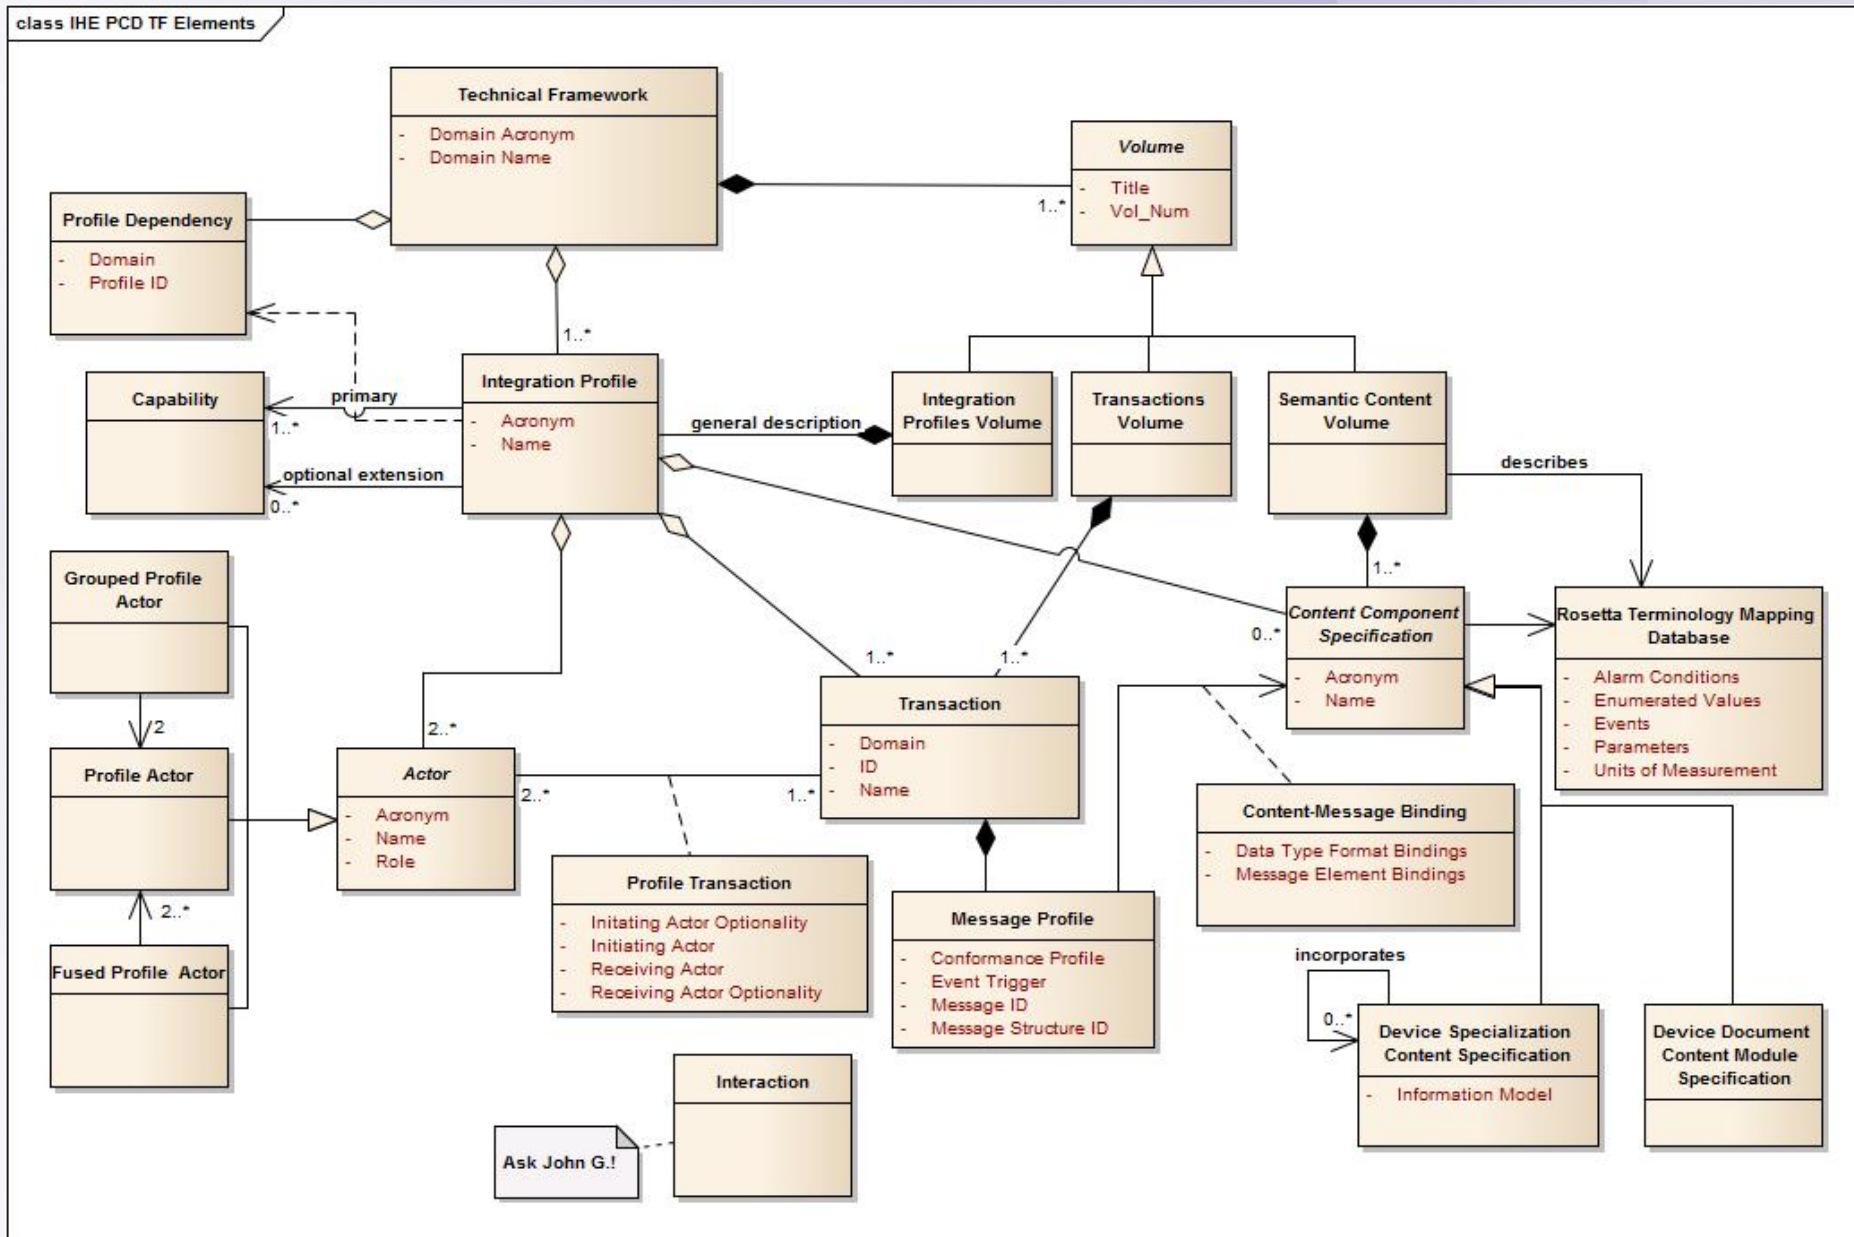 class IHE PCD TF Elements
Technical Framework
- Domain Acronym
- Domain Name
Volume
- Title
- Vol_Num
1..*
Profile Dependency
- Domain
- Profile ID
1..*
Integration Profile
- Acronym
- Name
Capability
primary
1..*
optional extension
0..*
general description
Integration
Profiles Volume
Transactions
Volume
Semantic Content
Volume
describes
1..*
Grouped Profile
Actor
2
Profile Actor
2..*
Fused Profile Actor
2..*
Actor
- Acronym
- Name
- Role
2..*
1..*
1..*
1..*
Transaction
- Domain
- ID
- Name
0..*
Content Component
Specification
- Acronym
- Name
Rosetta Terminology Mapping
Database
- Alarm Conditions
- Enumerated Values
- Events
- Parameters
- Units of Measurement
Profile Transaction
- Initating Actor Optionality
- Initiating Actor
- Receiving Actor
- Receiving Actor Optionality
Message Profile
- Conformance Profile
- Event Trigger
- Message ID
- Message Structure ID
Content-Message Binding
- Data Type Format Bindings
- Message Element Bindings
incorporates
0..*
Device Specialization
Content Specification
- Information Model
Device Document
Content Module
Specification
Interaction
Ask John G.!